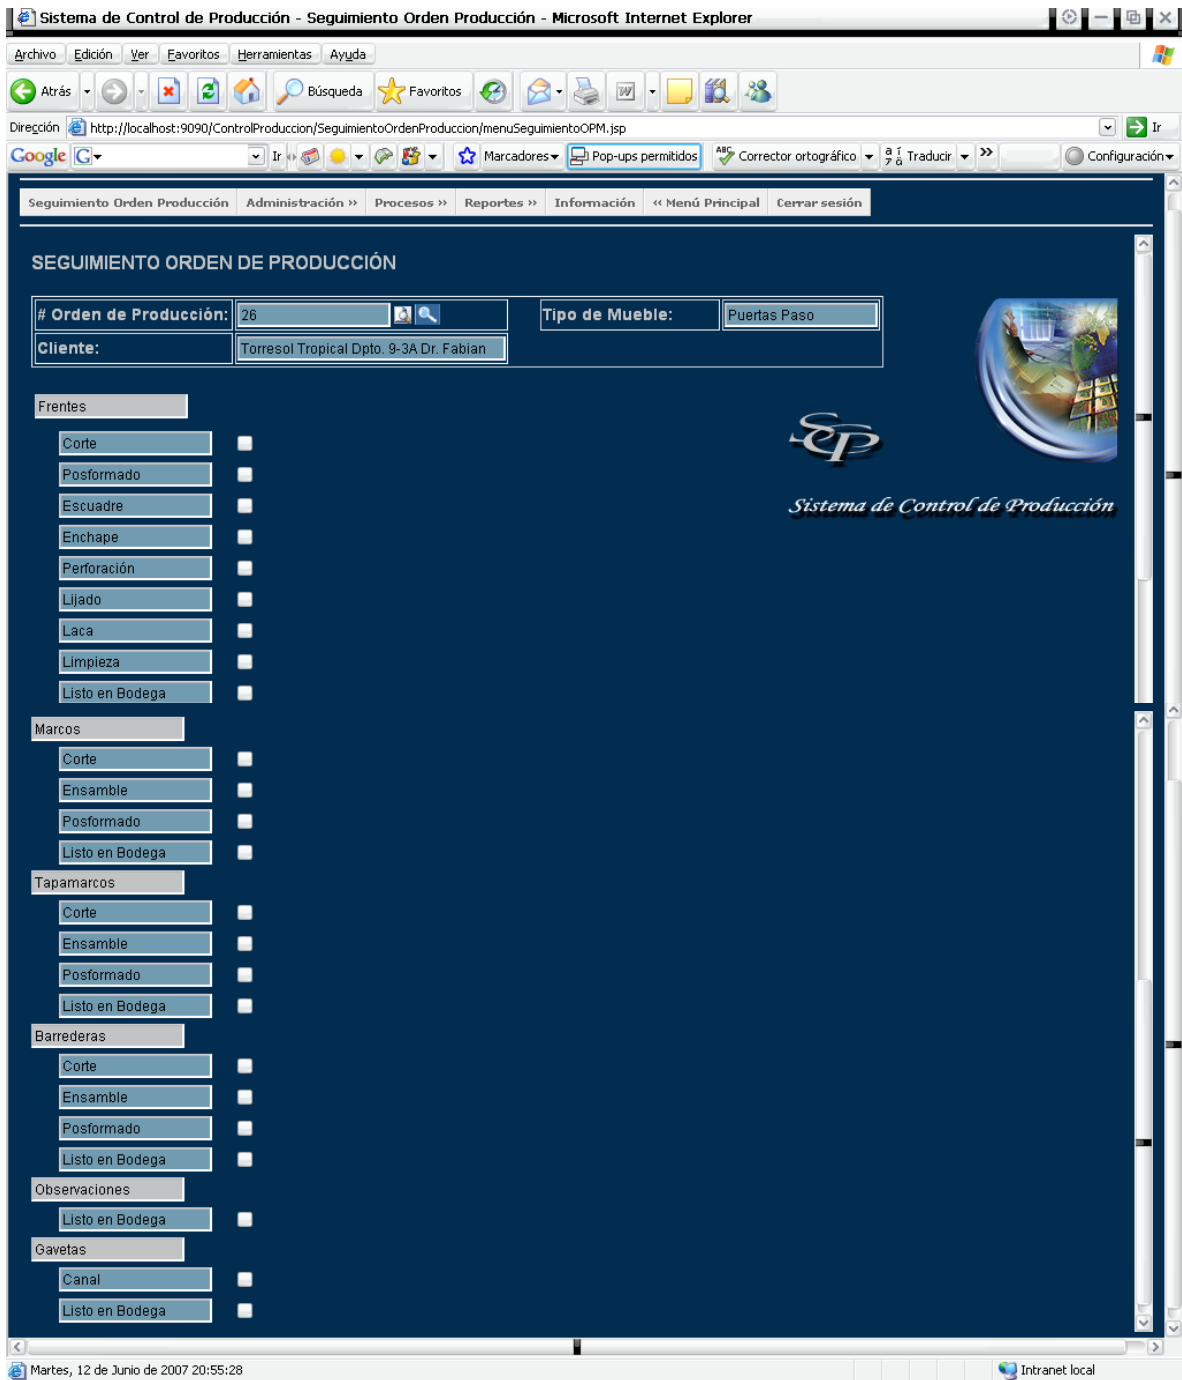 Sistema de Control de Producción - Seguimiento Orden Producción - Microsoft Internet Explorer
Archivo Edición Ver Favoritos Herramientas Ayuda
Atrás Búsqueda Favoritos
Dirección http://localhost:9090/ControlProduccion/SeguimientoOrdenProduccion/menuSeguimientoOPM.jsp Ir
Google G Ir Marcadores Pop-ups permitidos ABC Corrector ortográfico Traducir » Configuración
Seguimiento Orden Producción Administración » Procesos » Reportes » Información « Menú Principal Cerrar sesión
SEGUIMIENTO ORDEN DE PRODUCCIÓN
# Orden de Producción: 26 Tipo de Mueble: Puertas Paso
Cliente: Torresol Tropical Dpto. 9-3A Dr. Fabian
Frentes
SCP
Corte
Posformado
Escuadre
Sistema de Control de Producción
Enchape
Perforación
Lijado
Laca
Limpieza
Listo en Bodega
Marcos
Corte
Ensamble
Posformado
Listo en Bodega
Tapamarcos
Corte
Ensamble
Posformado
Listo en Bodega
Barrederas
Corte
Ensamble
Posformado
Listo en Bodega
Observaciones
Listo en Bodega
Gavetas
Canal
Listo en Bodega
Martes, 12 de Junio de 2007 20:55:28 Intranet local